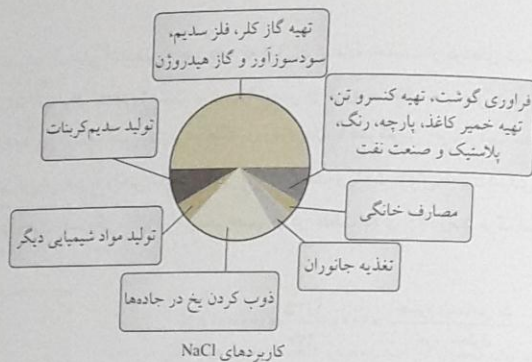 تهیه گاز کلر، فلز سدیم،
سودسوزآور و گاز هیدروژن
فراوری گوشت، تهیه کنسرو تن،
تهیه خمیر کاغذ، پارچه، رنگ،
پلاستیک و صنعت نفت
تولید سدیم کربنات
مصارف خانگی
تولید مواد شیمیایی دیگر
تغذیه جانوران
ذوب کردن یخ در جاده‌ها
کاربردهای NaCl